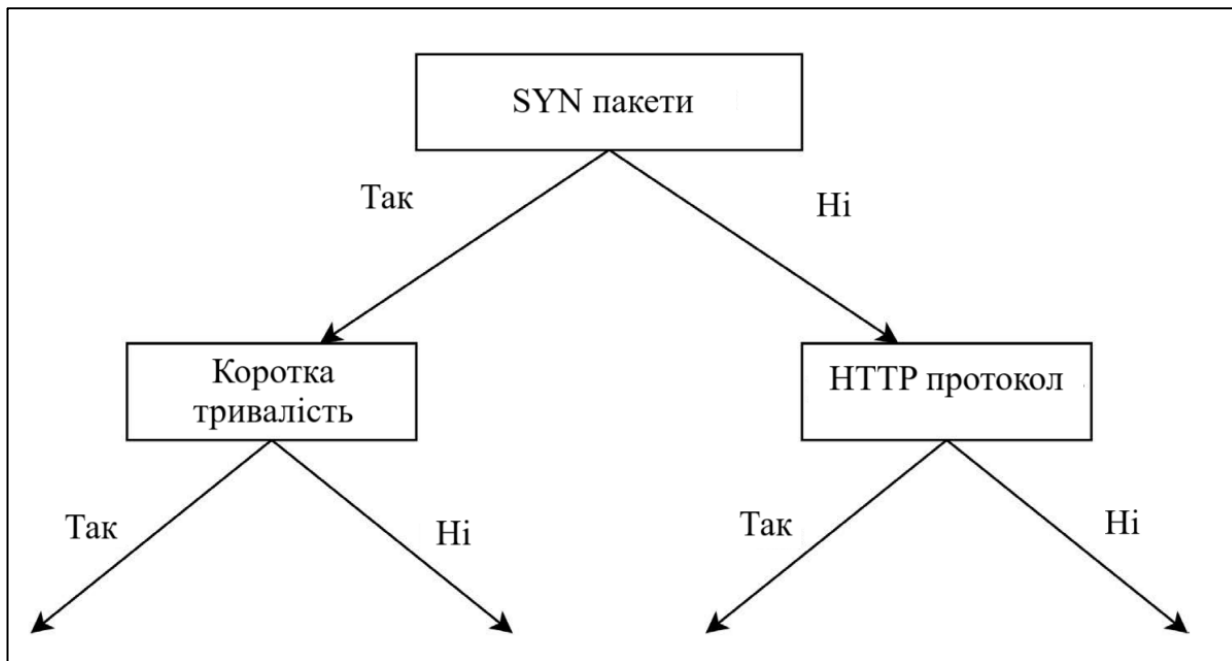 SYN пакети
Так
Ні
Коротка
тривалість
HTTP протокол
Так
Ні
Так
Ні